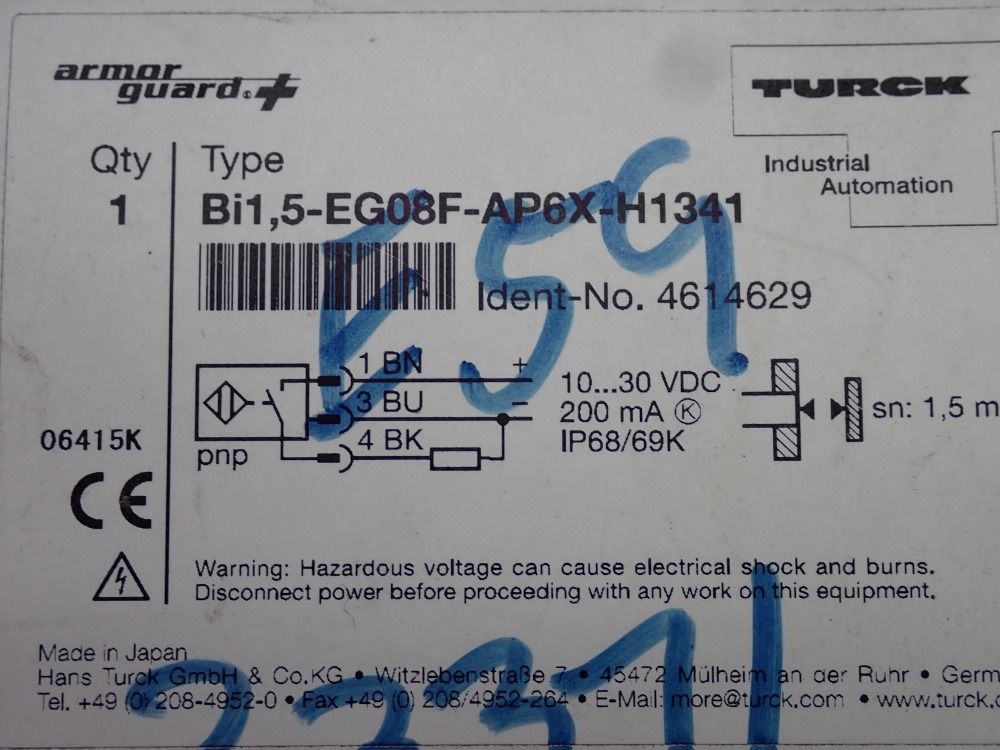 armor
guard.®
TURCK
Industrial
Automation
Qty
1
Type
Bi1,5-EG08F-AP6X-H1341
E59
Ident-No. 4614629
1 BN +
3 BU –
4 BK
pnp
10...30 VDC
200 mA Ⓚ
IP68/69K
sn: 1,5 m
06415K
CE
Warning: Hazardous voltage can cause electrical shock and burns.
Disconnect power before proceeding with any work on this equipment.
Made in Japan
Hans Turck GmbH & Co.KG • Witzlebenstraße 7 • 45472 Mülheim an der Ruhr • Germ
Tel. +49 (0) 208-4952-0 • Fax +49 (0) 208/4952-264 • E-Mail: more@turck.com • www.turck.c